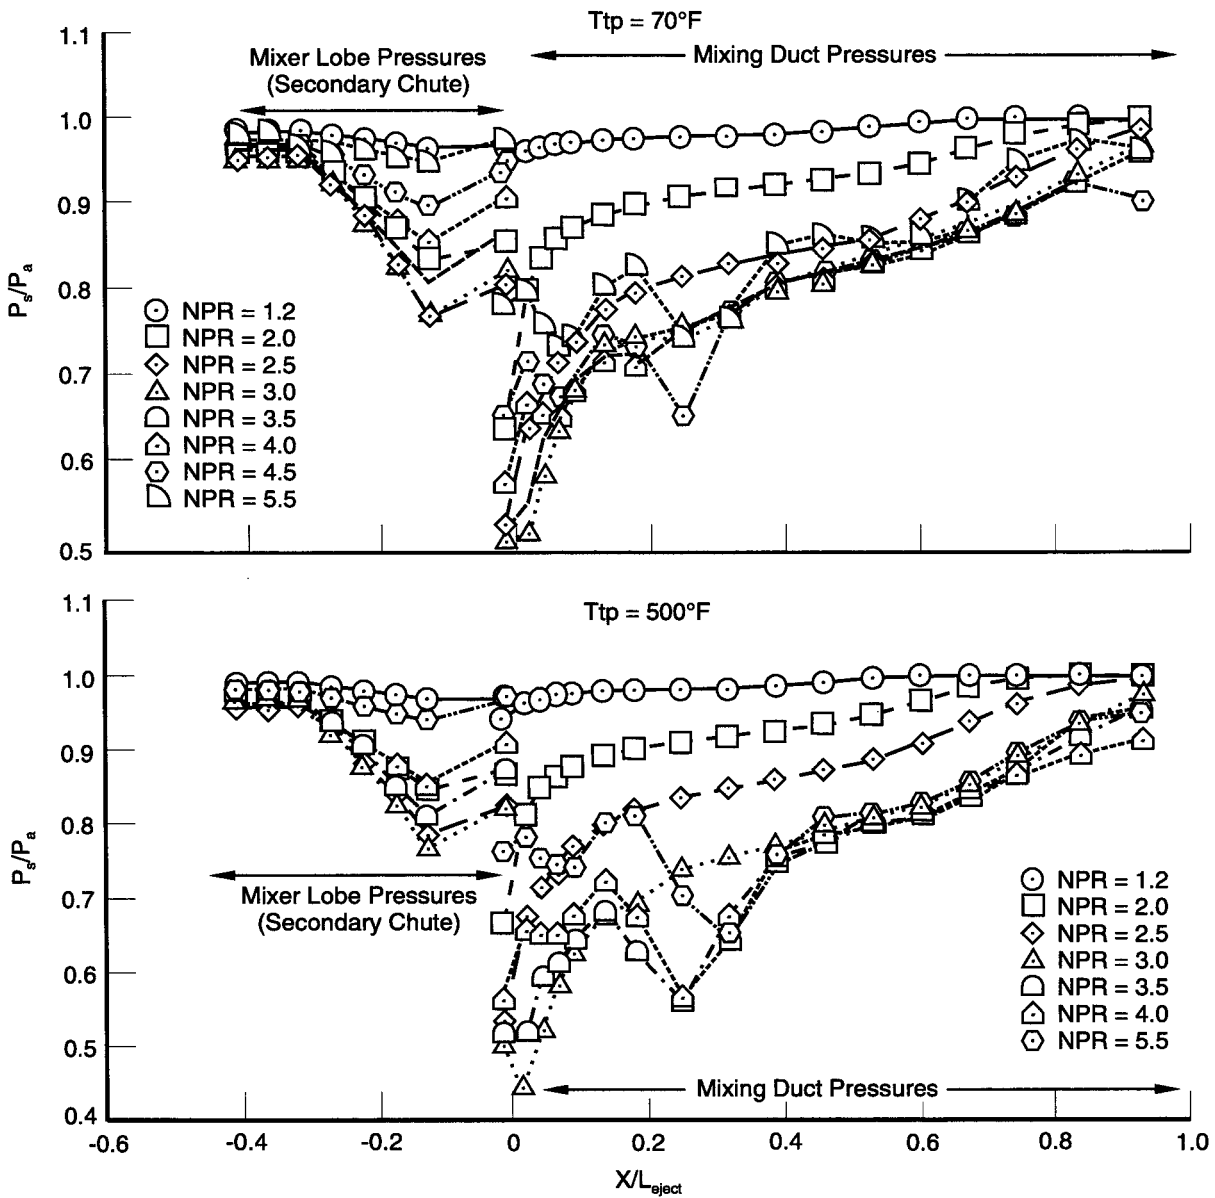 Ttp = 70°F
1.1
Mixer Lobe Pressures
(Secondary Chute)
Mixing Duct Pressures
1.0
0.9
Ps/Pa
0.8
NPR = 1.2
NPR = 2.0
NPR = 2.5
NPR = 3.0
NPR = 3.5
NPR = 4.0
NPR = 4.5
NPR = 5.5
0.7
0.6
0.5
1.1
Ttp = 500°F
1.0
0.9
0.8
Ps/Pa
Mixer Lobe Pressures
(Secondary Chute)
0.7
0.6
0.5
0.4
NPR = 1.2
NPR = 2.0
NPR = 2.5
NPR = 3.0
NPR = 3.5
NPR = 4.0
NPR = 5.5
Mixing Duct Pressures
-0.6 -0.4 -0.2 0 0.2 0.4 0.6 0.8 1.0
X/Leject